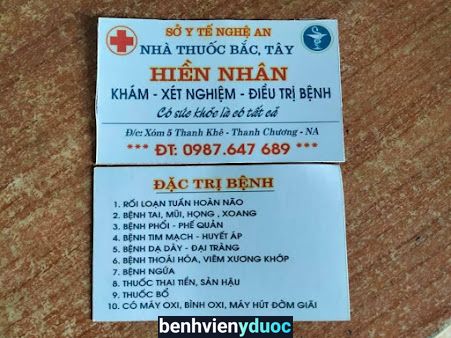 SỞ Y TẾ NGHỆ AN
NHÀ THUỐC BẮC, TÂY
HIỀN NHÂN
KHÁM - XÉT NGHIỆM - ĐIỀU TRỊ BỆNH
Có sức khỏe là có tất cả
Đ/c: Xóm 5 Thanh Khê - Thanh Chương - NA
*** ĐT: 0987.647 689 ***
ĐẶC TRỊ BỆNH
1. RỐI LOẠN TUẦN HOÀN NÃO
2. BỆNH TAI, MŨI, HỌNG , XOANG
3. BỆNH PHỔI - PHẾ QUẢN
4. BỆNH TIM MẠCH - HUYẾT ÁP
5. BỆNH DẠ DÀY - ĐẠI TRÀNG
6. BỆNH THOÁI HÓA, VIÊM XƯƠNG KHỚP
7. BỆNH NGỨA
8. THUỐC THAI TIỀN, SẢN HẬU
9. THUỐC BỔ
10. CÓ MÁY OXI, BÌNH OXI, MÁY HÚT ĐỜM GIÃI
benhvienyduoc